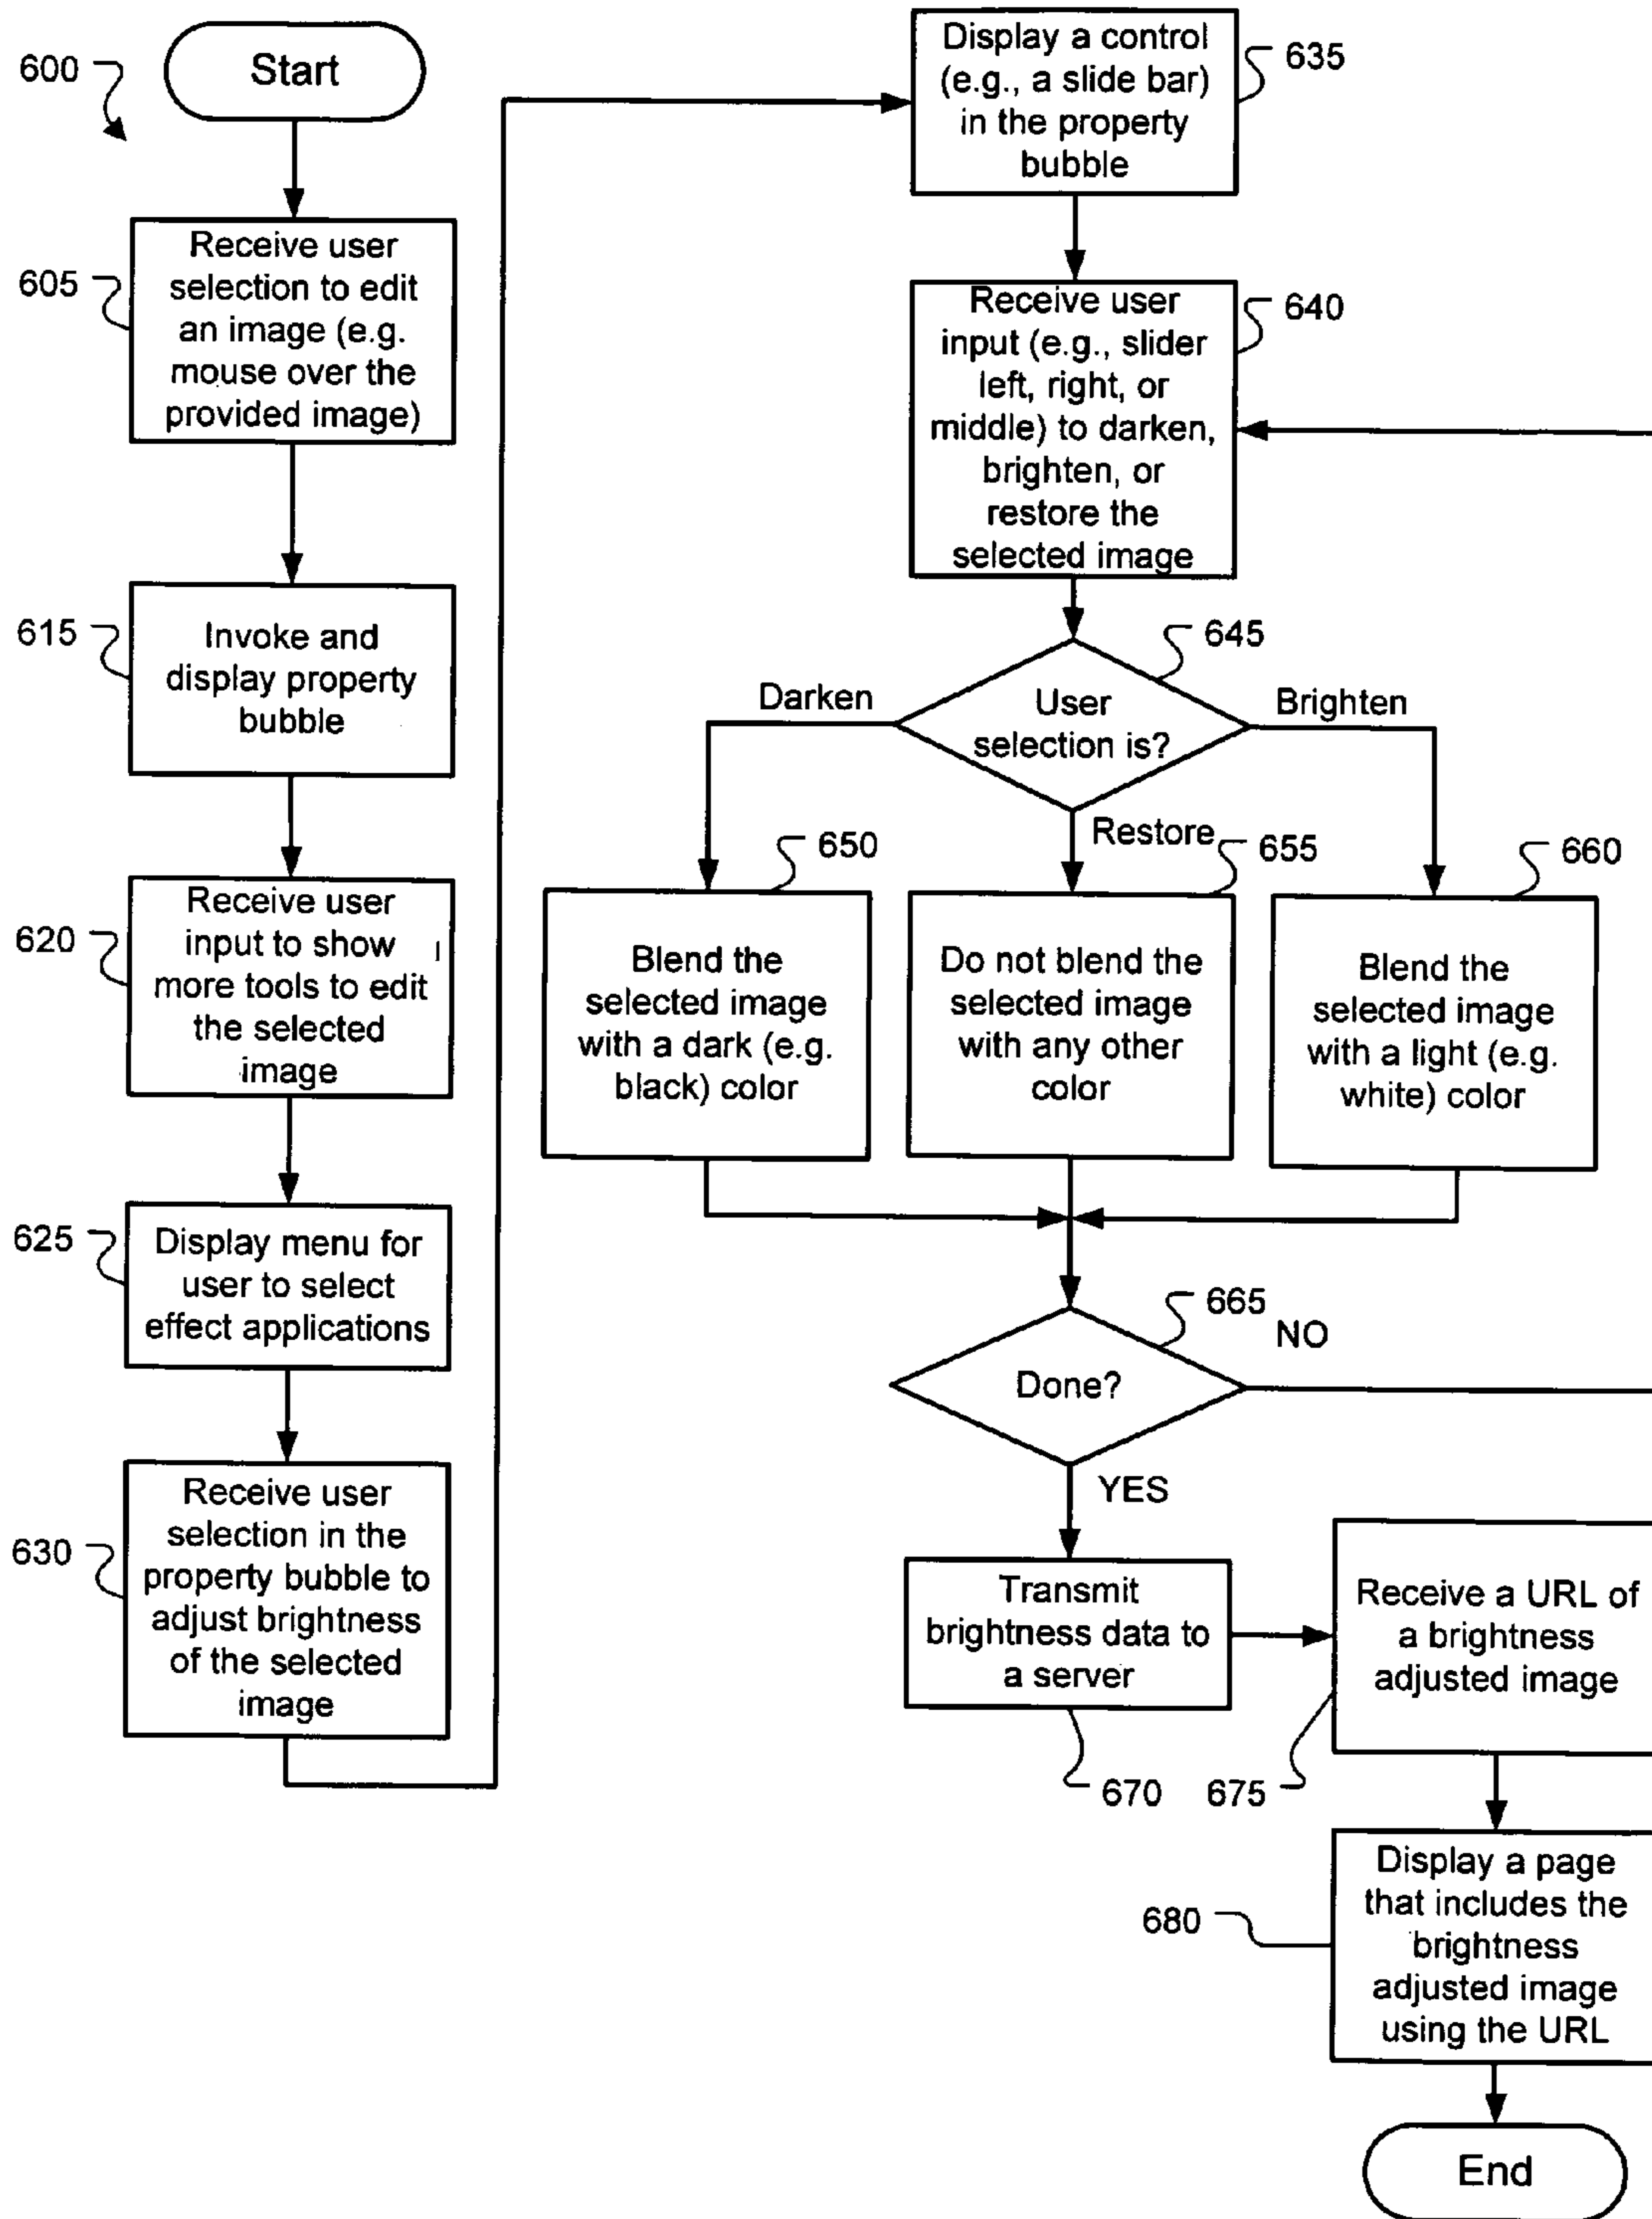 600
Start
605
Receive user
selection to edit
an image (e.g.
mouse over the
provided image)
615
Invoke and
display property
bubble
620
Receive user
input to show
more tools to edit
the selected
image
625
Display menu for
user to select
effect applications
630
Receive user
selection in the
property bubble to
adjust brightness
of the selected
image
Display a control
(e.g., a slide bar)
in the property
bubble
635
Receive user
input (e.g., slider
left, right, or
middle) to darken,
brighten, or
restore the
selected image
640
645
User
selection is?
Darken
Brighten
Restore
650
Blend the
selected image
with a dark (e.g.
black) color
655
Do not blend the
selected image
with any other
color
660
Blend the
selected image
with a light (e.g.
white) color
665
Done?
NO
YES
Transmit
brightness data to
a server
670
Receive a URL of
a brightness
adjusted image
675
680
Display a page
that includes the
brightness
adjusted image
using the URL
End